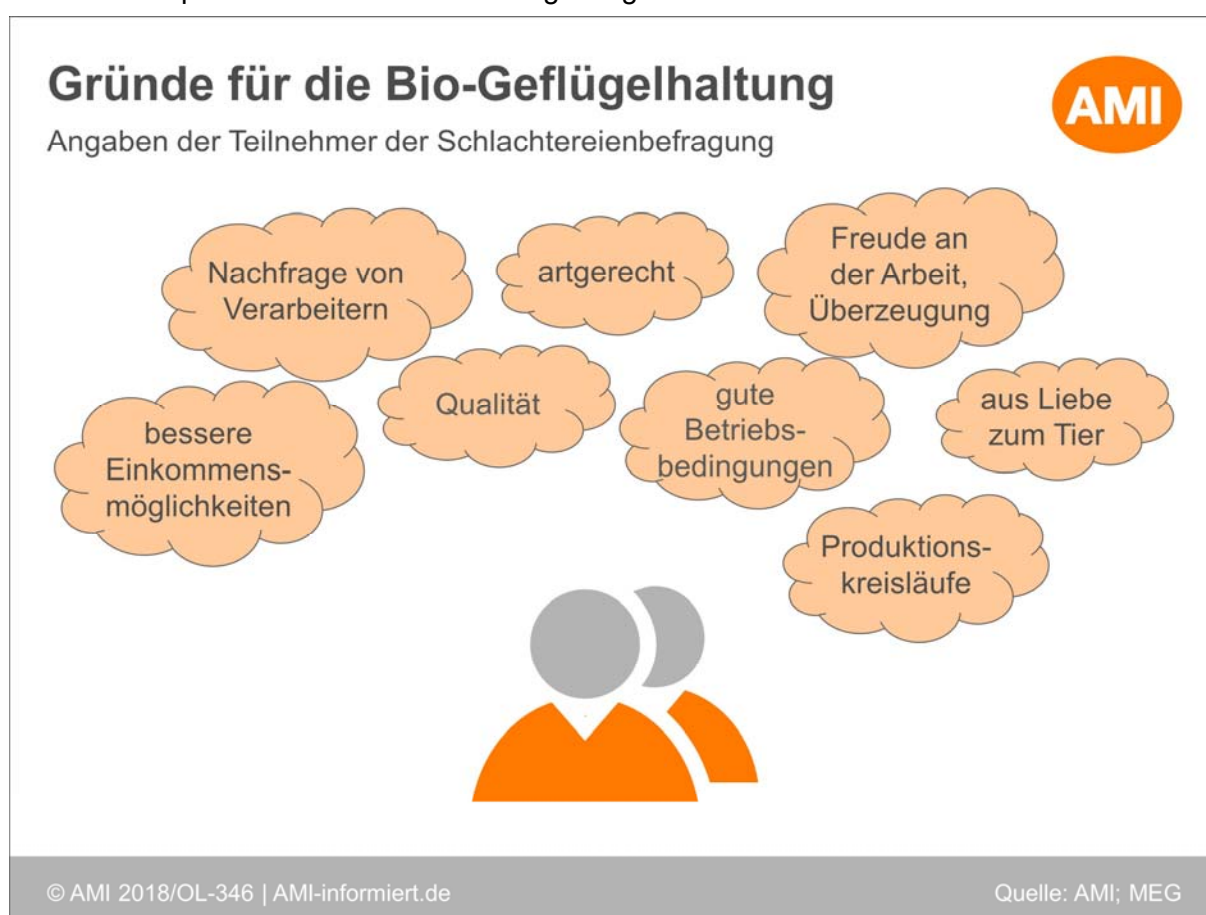 Gründe für die Bio-Geflügelhaltung
Angaben der Teilnehmer der Schlachtereienbefragung
AMI
Nachfrage von
Verarbeitern
artgerecht
Freude an
der Arbeit,
Überzeugung
bessere
Einkommens-
möglichkeiten
Qualität
gute
Betriebs-
bedingungen
aus Liebe
zum Tier
Produktions-
kreisläufe
© AMI 2018/OL-346 | AMI-informiert.de
Quelle: AMI; MEG